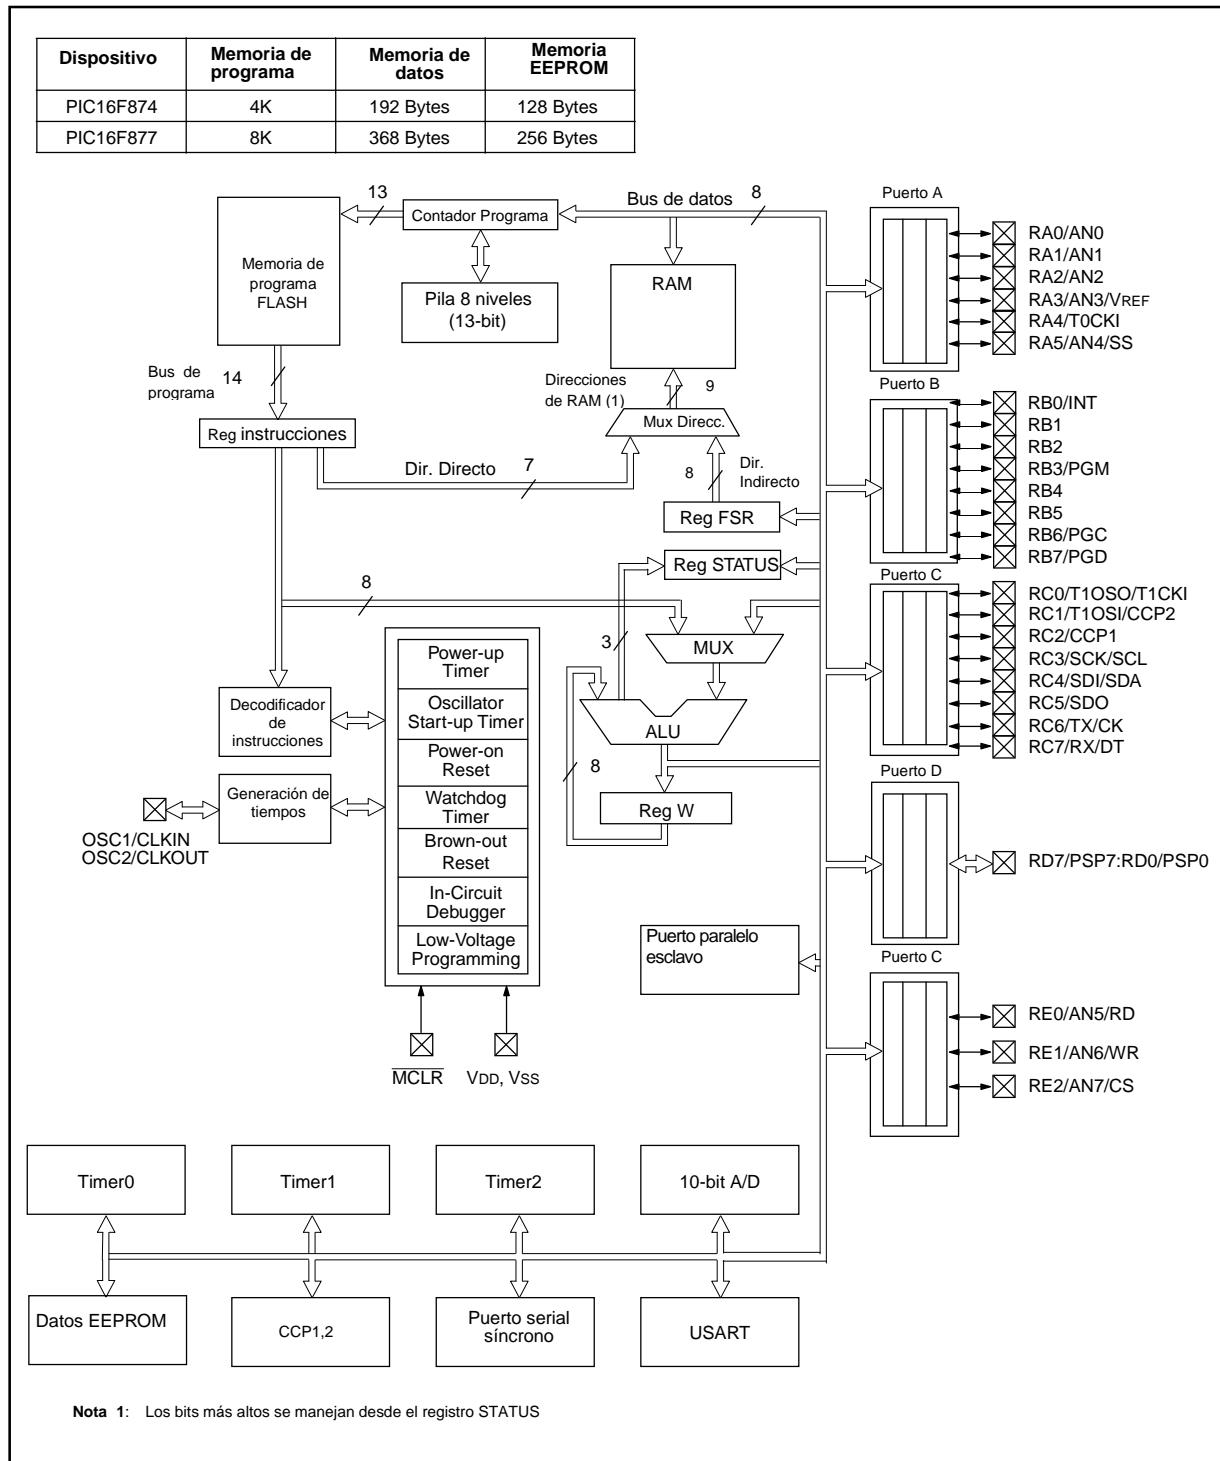 Dispositivo
Memoria de
programa
Memoria de
datos
Memoria
EEPROM
PIC16F874
4K
192 Bytes
128 Bytes
PIC16F877
8K
368 Bytes
256 Bytes
13
Contador Programa
Bus de datos
8
Puerto A
Memoria de
programa
FLASH
Pila 8 niveles
(13-bit)
RAM
RA0/AN0
RA1/AN1
RA2/AN2
RA3/AN3/VREF
RA4/T0CKI
RA5/AN4/SS
Bus de
programa
14
Direcciones
de RAM (1)
9
Puerto B
Reg instrucciones
Mux Direcc.
Dir. Directo
7
8
Dir.
Indirecto
Reg FSR
RB0/INT
RB1
RB2
RB3/PGM
RB4
RB5
RB6/PGC
RB7/PGD
Reg STATUS
Puerto C
8
3
MUX
RC0/T1OSO/T1CKI
RC1/T1OSI/CCP2
RC2/CCP1
RC3/SCK/SCL
RC4/SDI/SDA
RC5/SDO
RC6/TX/CK
RC7/RX/DT
Power-up
Timer
Oscillator
Start-up Timer
Power-on
Reset
Watchdog
Timer
Brown-out
Reset
In-Circuit
Debugger
Low-Voltage
Programming
Decodificador
de
instrucciones
Generación de
tiempos
OSC1/CLKIN
OSC2/CLKOUT
ALU
8
Reg W
Puerto D
RD7/PSP7:RD0/PSP0
Puerto paralelo
esclavo
Puerto C
RE0/AN5/RD
RE1/AN6/WR
RE2/AN7/CS
MCLR
VDD, VSS
Timer0
Timer1
Timer2
10-bit A/D
Datos EEPROM
CCP1,2
Puerto serial
síncrono
USART
Nota 1: Los bits más altos se manejan desde el registro STATUS